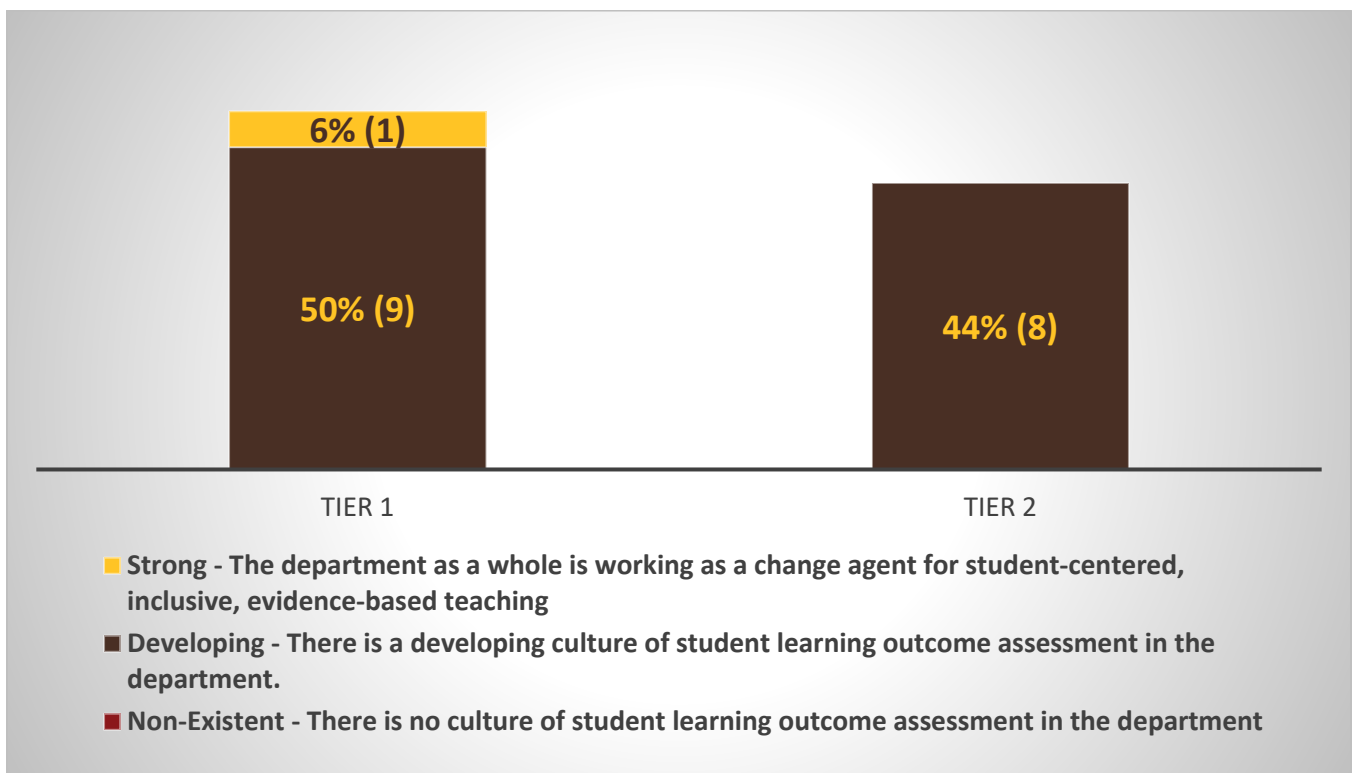 6% (1)
50% (9)
44% (8)
TIER 1
TIER 2
Strong - The department as a whole is working as a change agent for student-centered,
inclusive, evidence-based teaching
Developing - There is a developing culture of student learning outcome assessment in the
department.
Non-Existent - There is no culture of student learning outcome assessment in the department